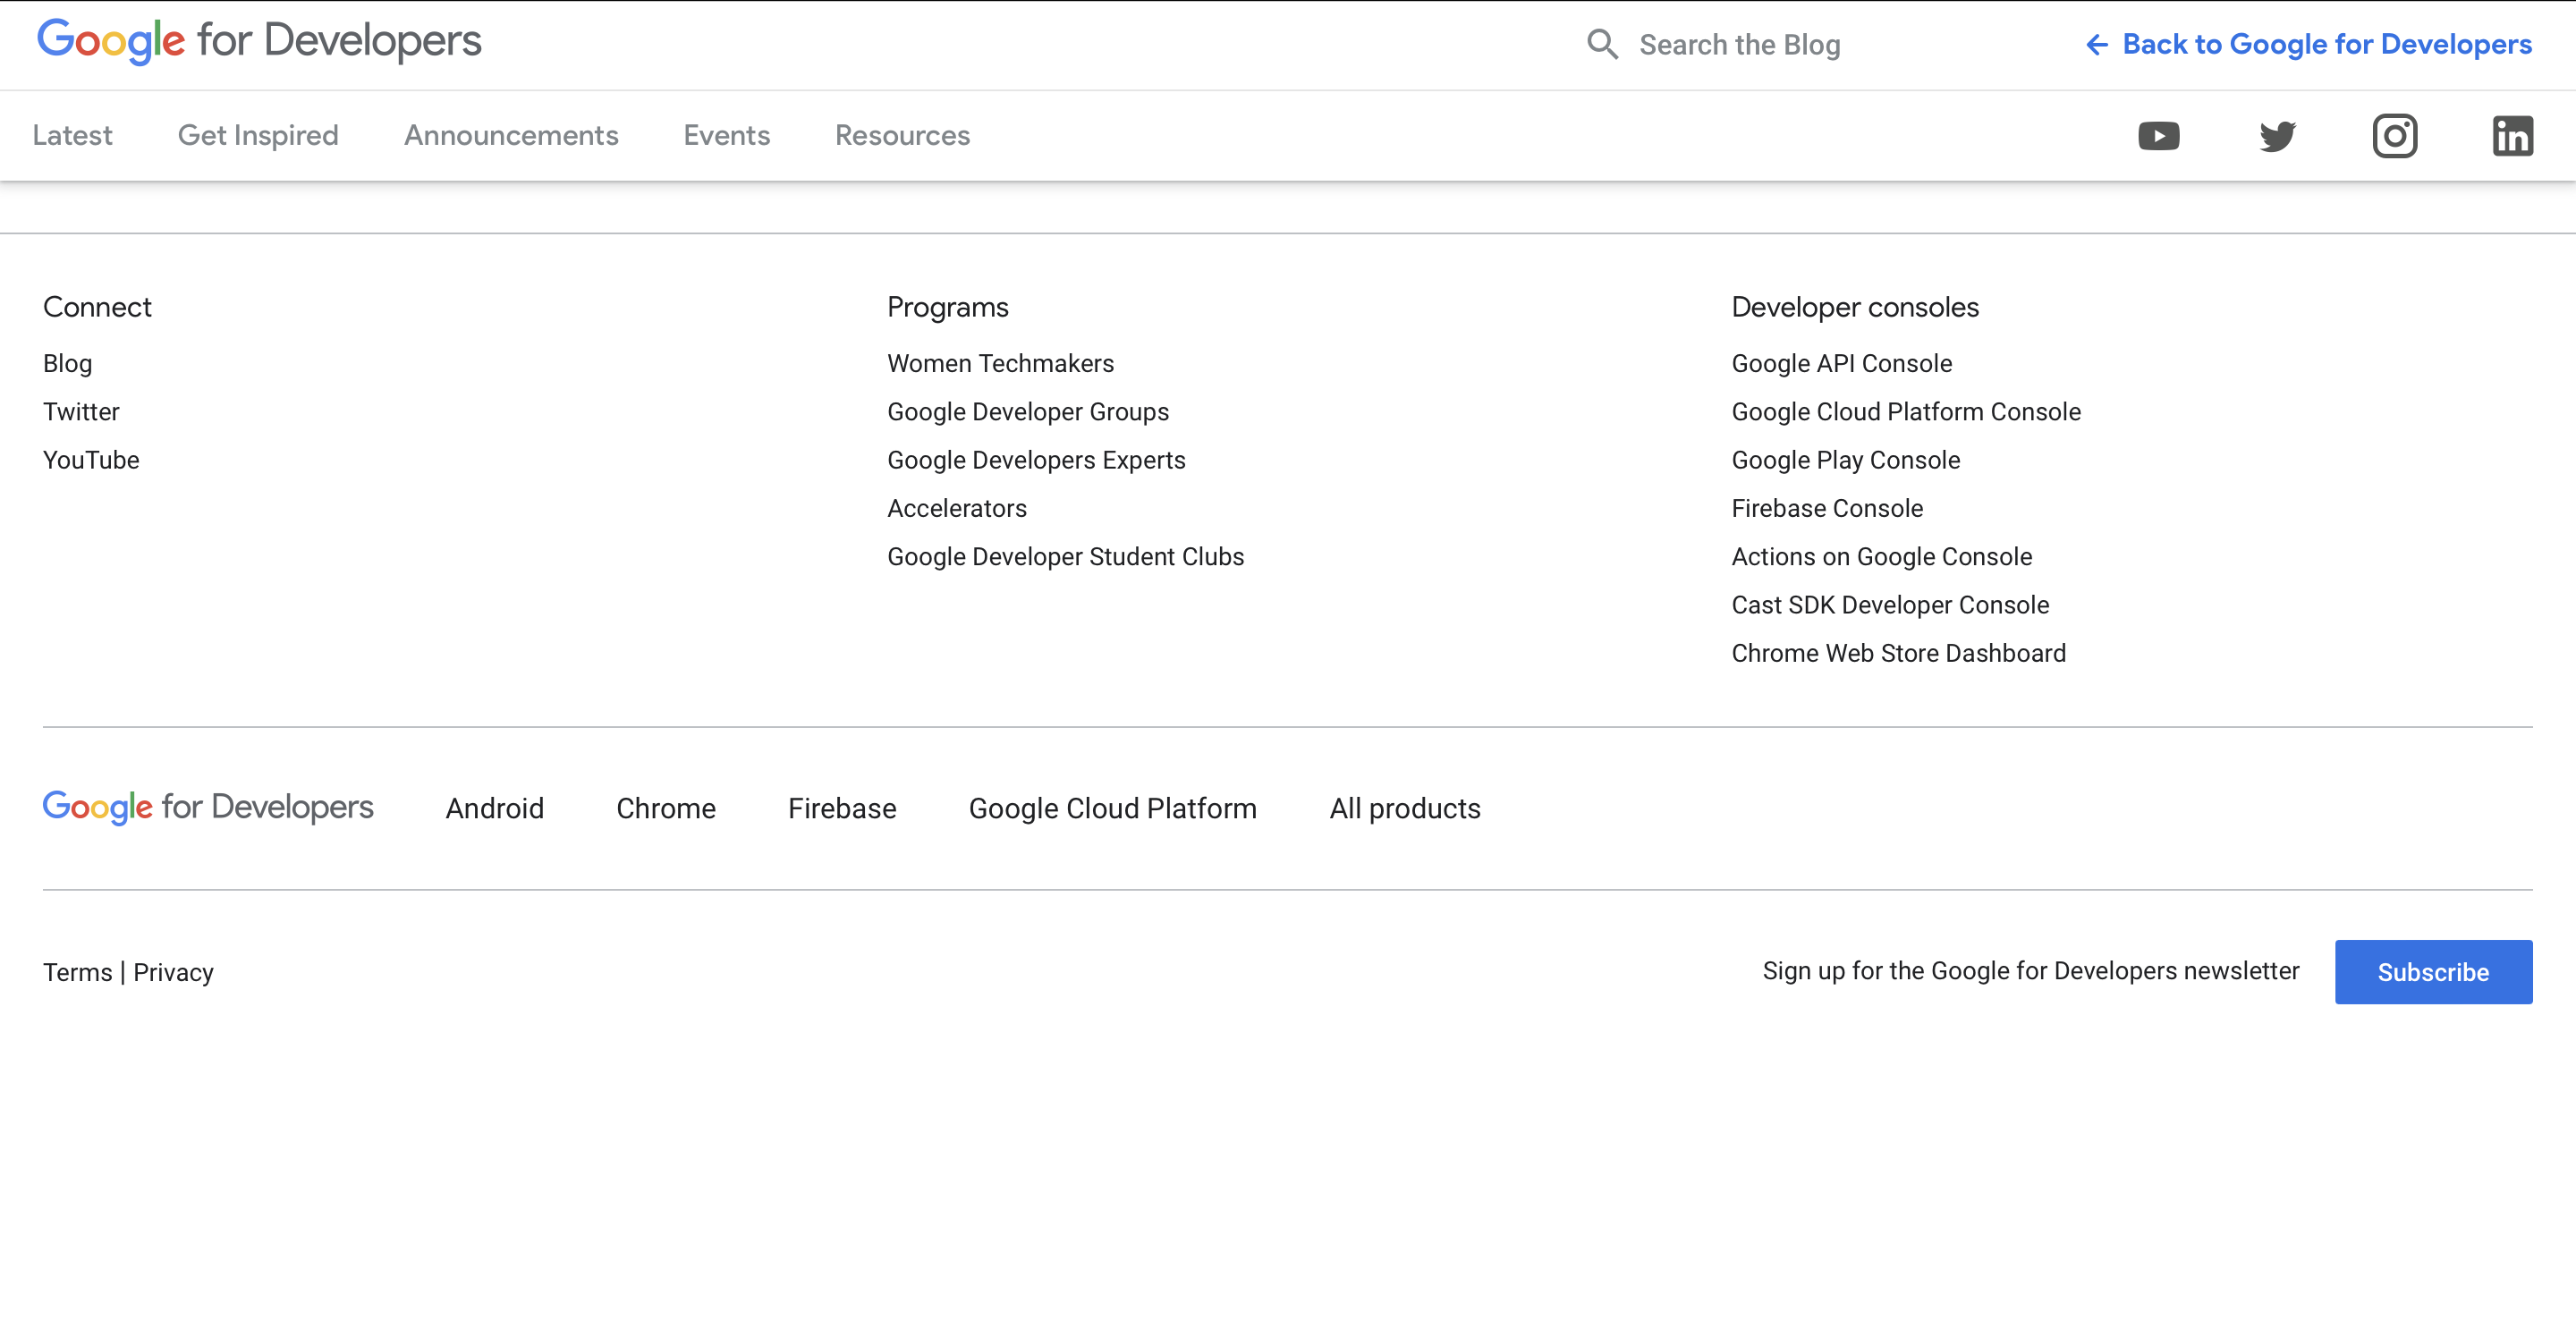 Google for Developers
Search the Blog
Back to Google for Developers
Latest
Get Inspired
Announcements
Events
Resources
Connect
Blog
Twitter
YouTube
Programs
Women Techmakers
Google Developer Groups
Google Developers Experts
Accelerators
Google Developer Student Clubs
Developer consoles
Google API Console
Google Cloud Platform Console
Google Play Console
Firebase Console
Actions on Google Console
Cast SDK Developer Console
Chrome Web Store Dashboard
Google for Developers
Android
Chrome
Firebase
Google Cloud Platform
All products
Terms | Privacy
Sign up for the Google for Developers newsletter
Subscribe